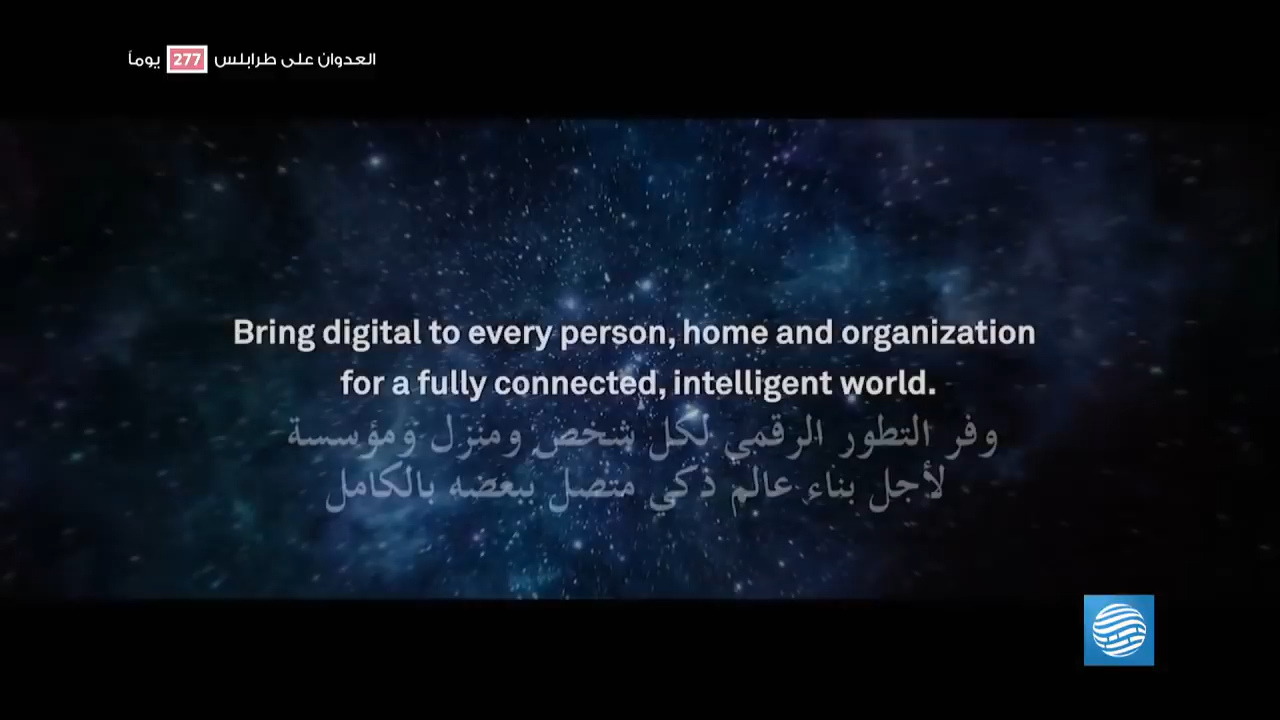 العدوان على طرابلس 277 يوماً
Bring digital to every person, home and organization
for a fully connected, intelligent world.
وفر التطور الرقمي لكل شخص ومنزل ومؤسسة
لأجل بناء عالم ذكي متصل ببعضه بالكامل